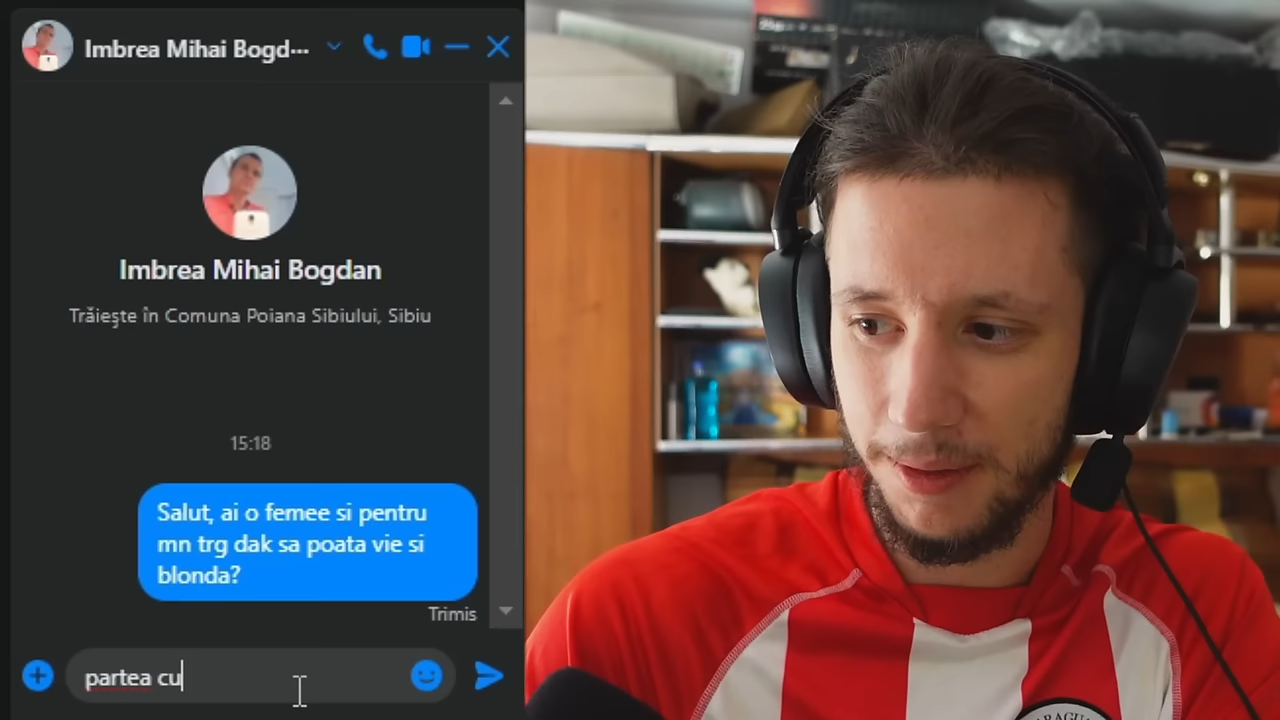 Imbrea Mihai Bogd...
Imbrea Mihai Bogdan
Trăiește în Comuna Poiana Sibiului, Sibiu
15:18
Salut, ai o femee si pentru
mn trg dak sa poata vie si
blonda?
Trimis
partea cu